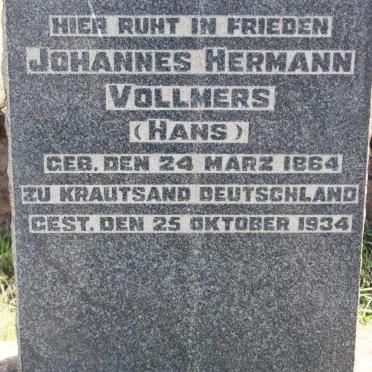 HIER RUHT IN FRIEDEN
JOHANNES HERMANN
VOLLMERS
(HANS)
GEB. DEN 24 MARZ 1864
ZU KRAUTSAND DEUTSCHLAND
GEST. DEN 25 OKTOBER 1934